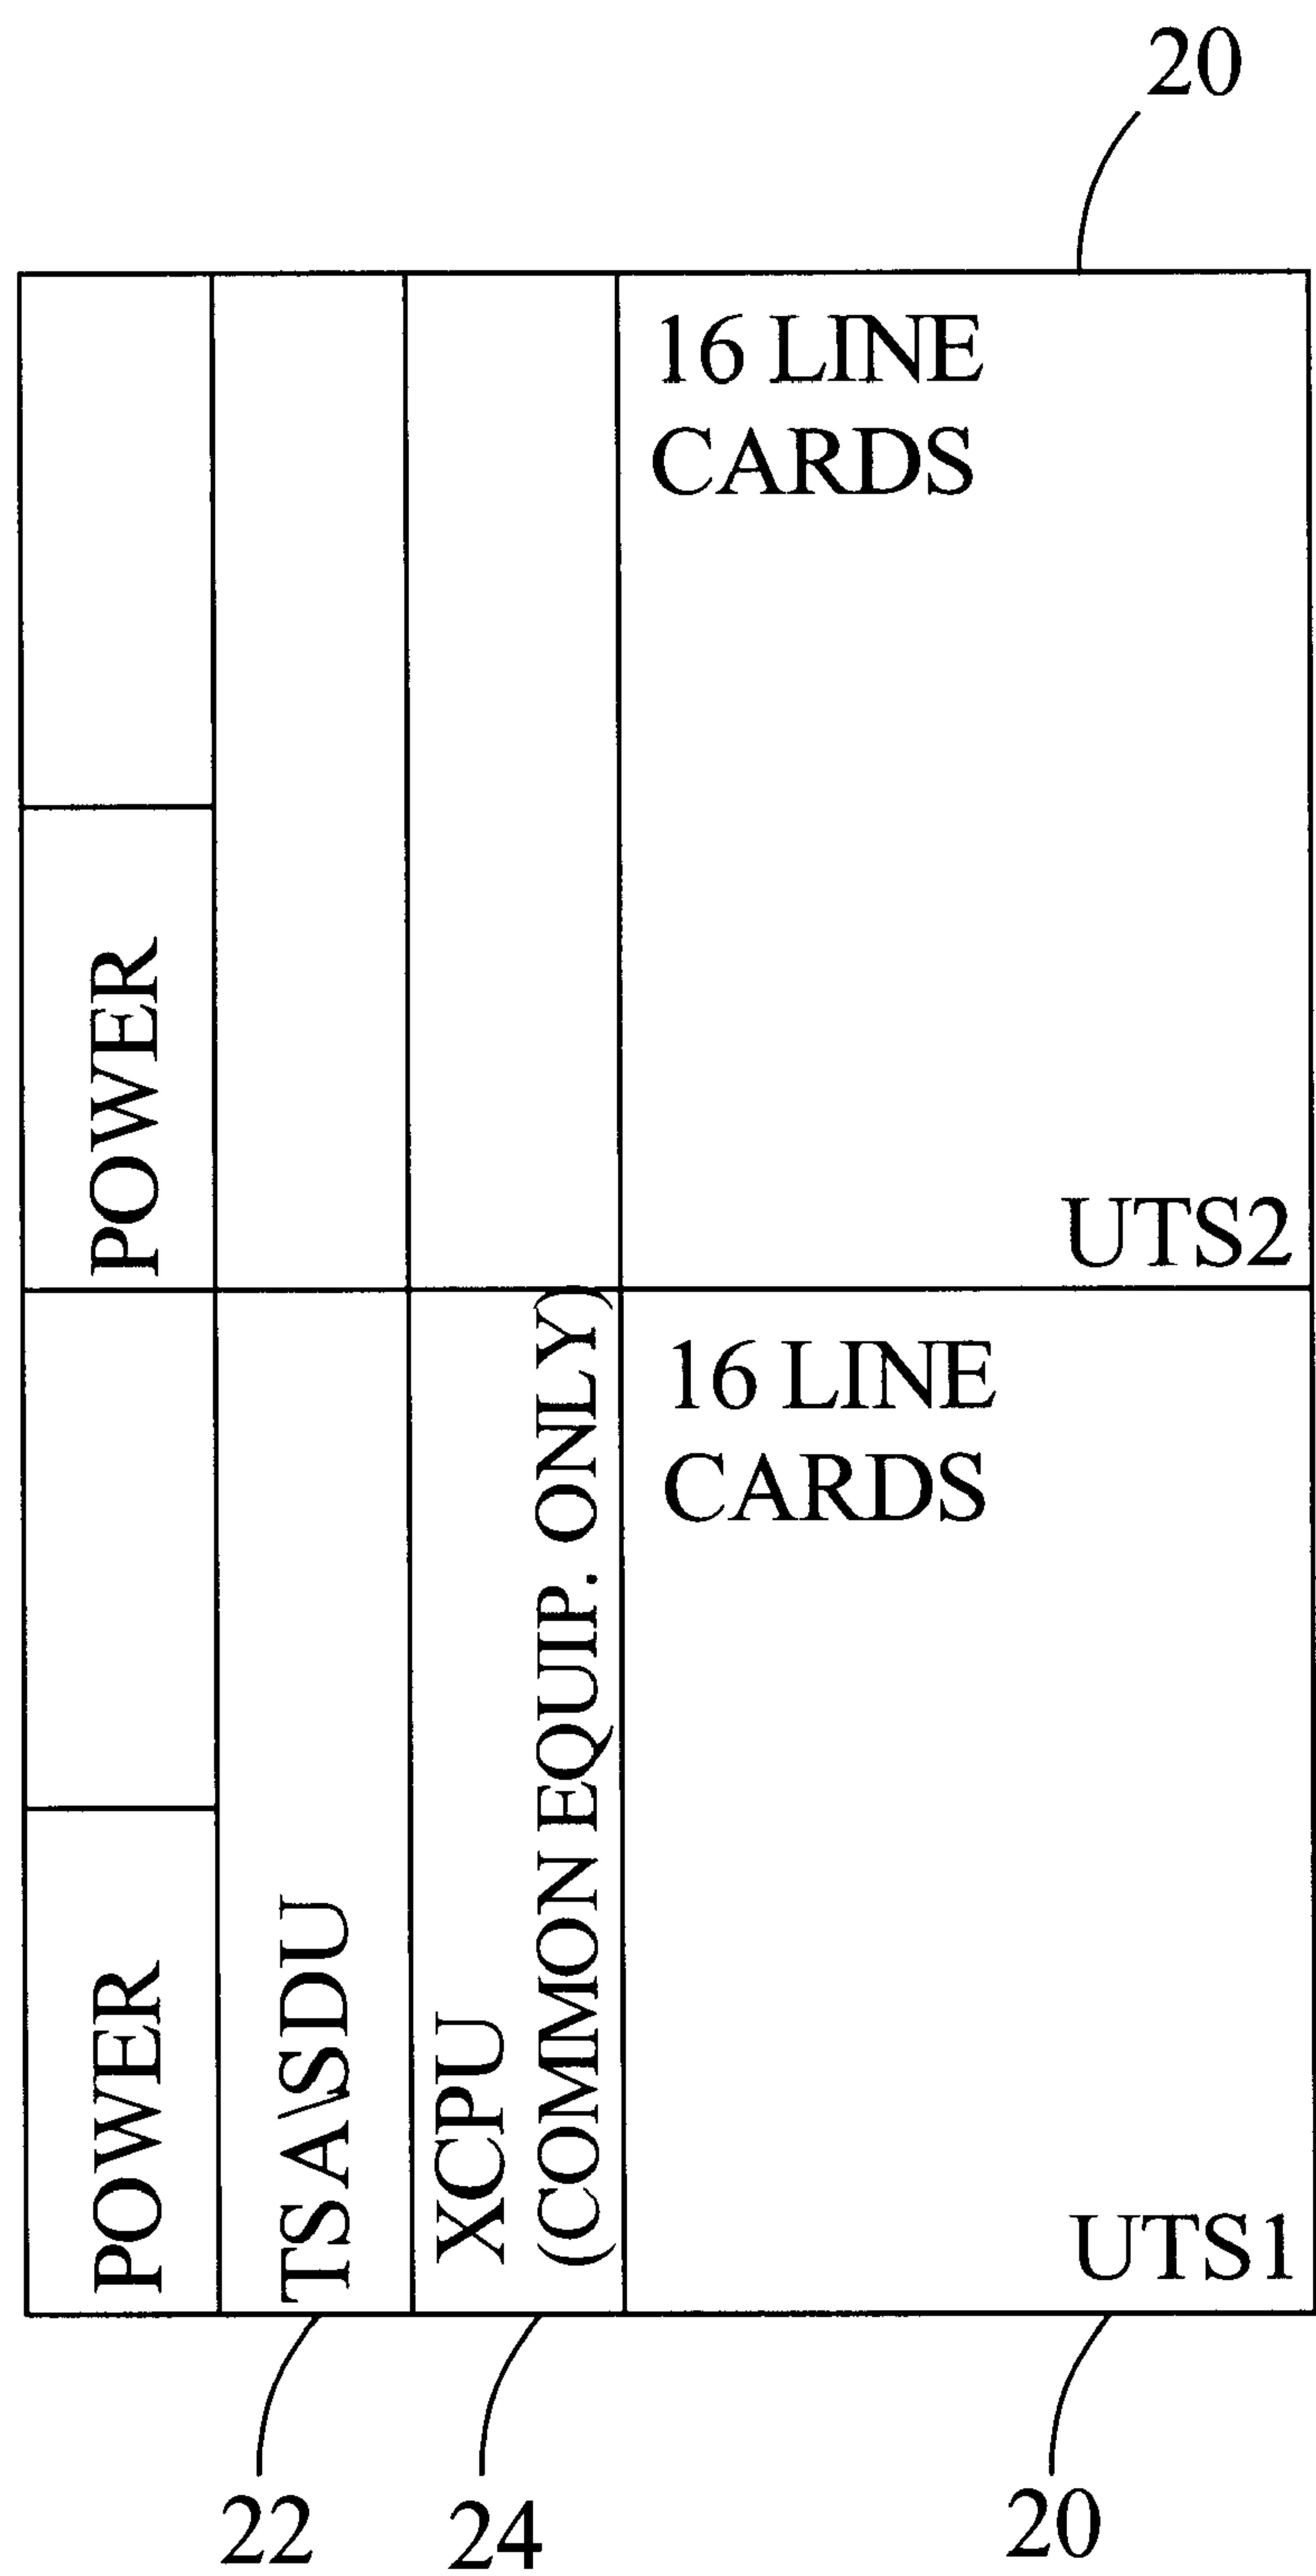 20
16 LINE
CARDS
POWER
UTS2
16 LINE
CARDS
POWER
TSA\SDU
XCPU
(COMMON EQUIP. ONLY)
UTS1
22
24
20